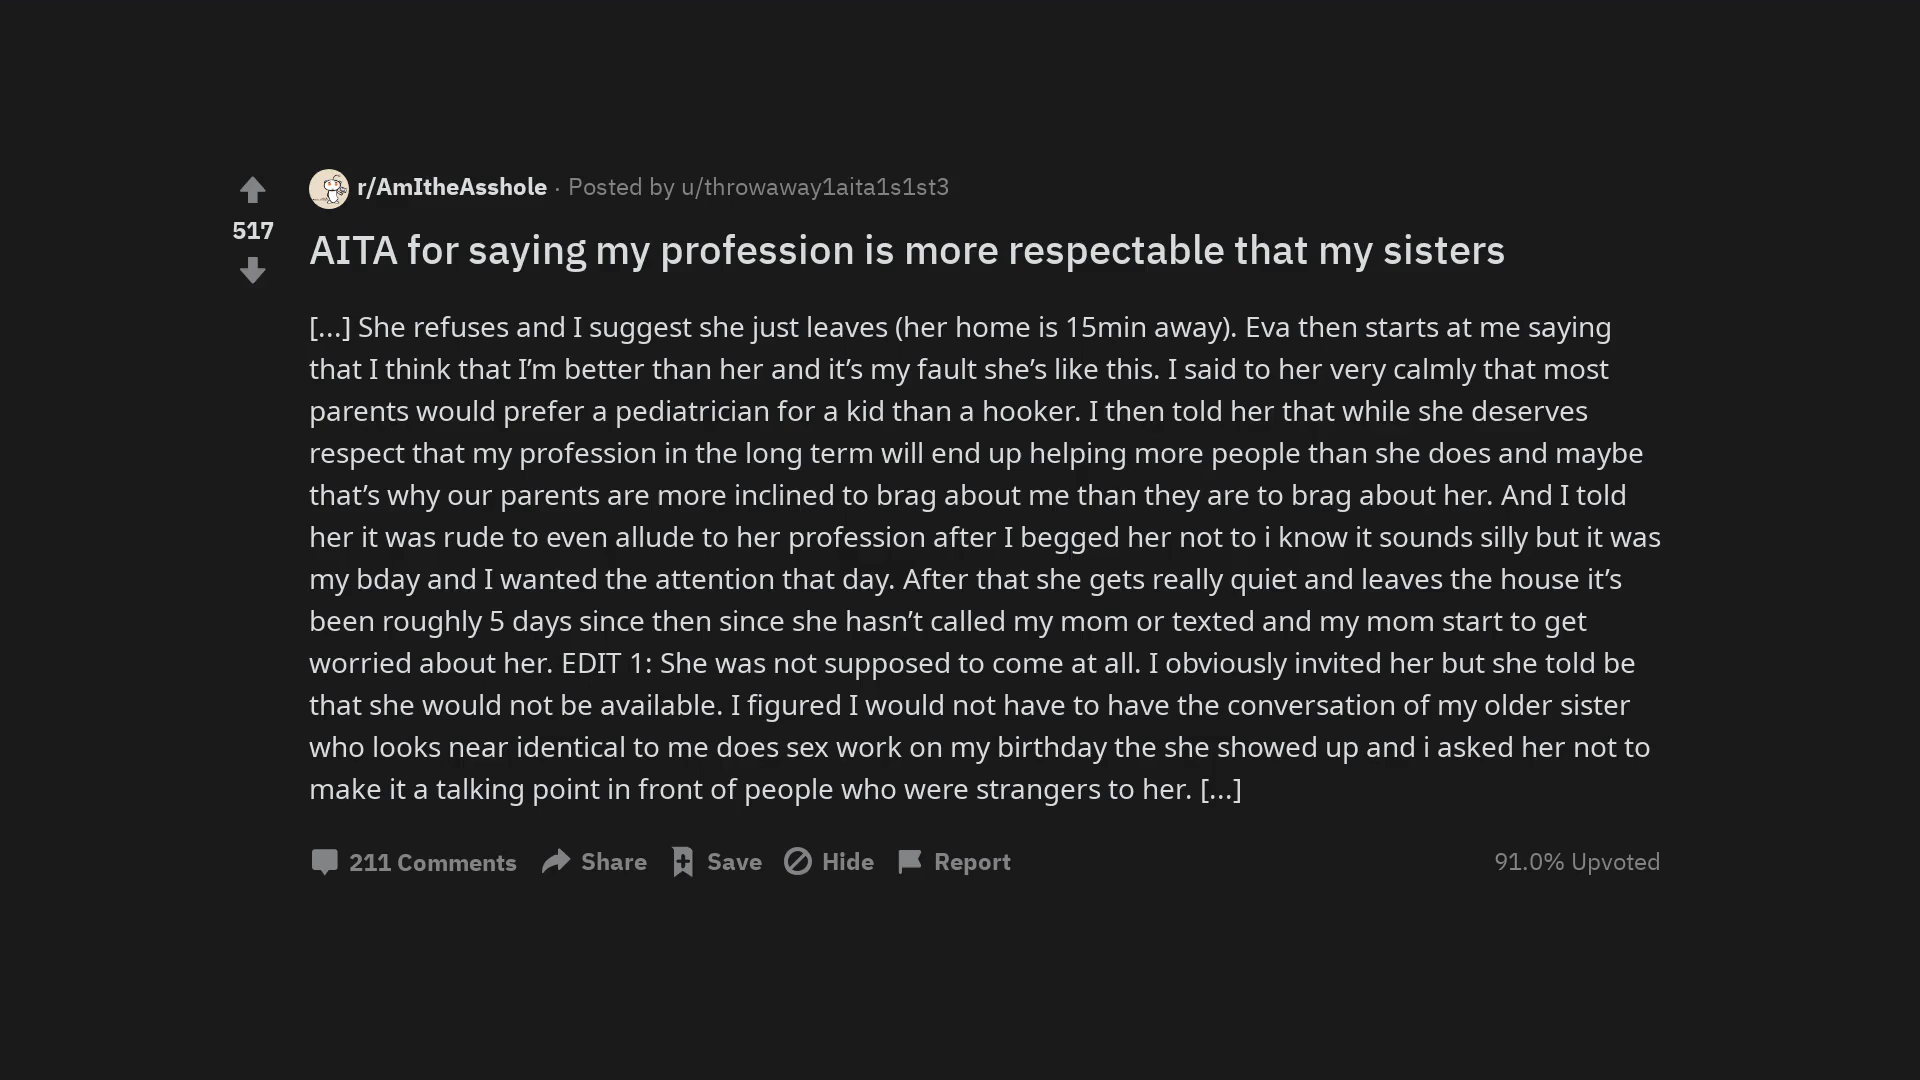 r/AmItheAsshole · Posted by u/throwaway1aita1s1st3
517
AITA for saying my profession is more respectable that my sisters
[...] She refuses and I suggest she just leaves (her home is 15min away). Eva then starts at me saying
that I think that I’m better than her and it’s my fault she’s like this. I said to her very calmly that most
parents would prefer a pediatrician for a kid than a hooker. I then told her that while she deserves
respect that my profession in the long term will end up helping more people than she does and maybe
that’s why our parents are more inclined to brag about me than they are to brag about her. And I told
her it was rude to even allude to her profession after I begged her not to i know it sounds silly but it was
my bday and I wanted the attention that day. After that she gets really quiet and leaves the house it’s
been roughly 5 days since then since she hasn’t called my mom or texted and my mom start to get
worried about her. EDIT 1: She was not supposed to come at all. I obviously invited her but she told be
that she would not be available. I figured I would not have to have the conversation of my older sister
who looks near identical to me does sex work on my birthday the she showed up and i asked her not to
make it a talking point in front of people who were strangers to her. [...]
211 Comments Share Save Hide Report 91.0% Upvoted